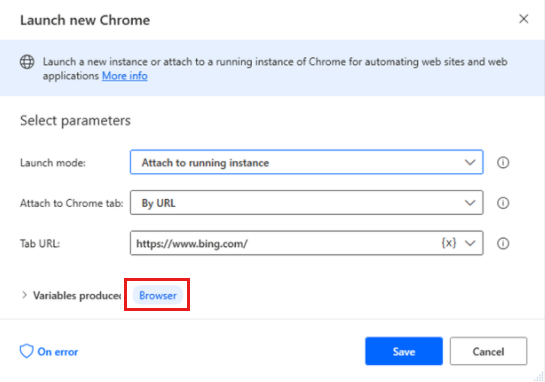 Launch new Chrome
Launch a new instance or attach to a running instance of Chrome for automating web sites and web
applications More info
Select parameters
Launch mode: Attach to running instance
Attach to Chrome tab: By URL
Tab URL: https://www.bing.com/ {x}
Variables produced Browser
On error Save Cancel